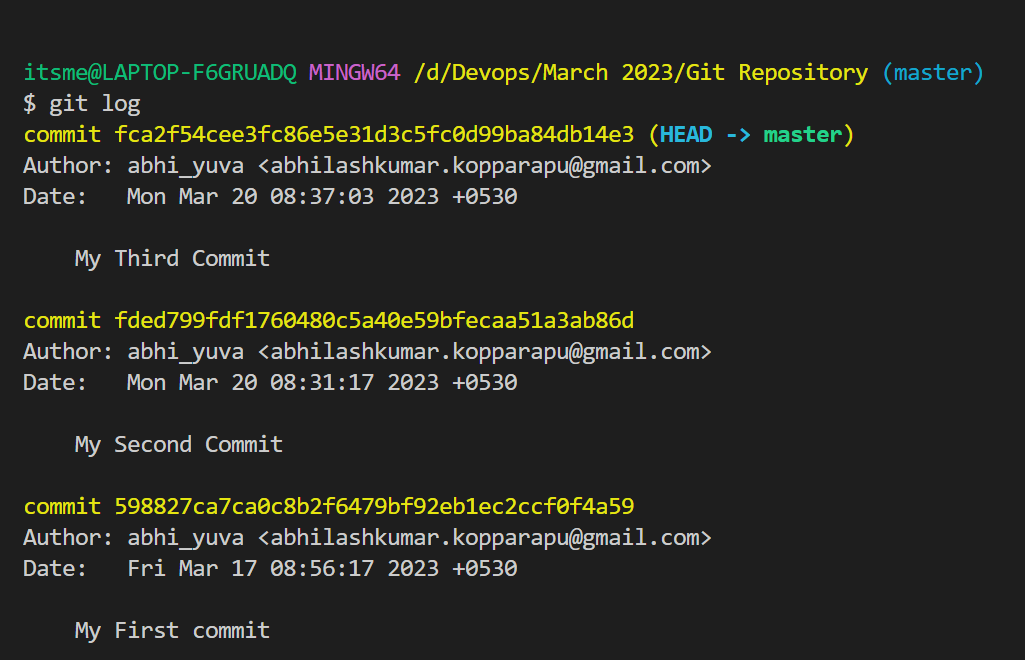 itsme@LAPTOP-F6GRUADQ MINGW64 /d/Devops/March 2023/Git Repository (master)
$ git log
commit fca2f54cee3fc86e5e31d3c5fc0d99ba84db14e3 (HEAD -> master)
Author: abhi_yuva <abhilashkumar.kopparapu@gmail.com>
Date:   Mon Mar 20 08:37:03 2023 +0530
    My Third Commit
commit fded799fdf1760480c5a40e59bfecaa51a3ab86d
Author: abhi_yuva <abhilashkumar.kopparapu@gmail.com>
Date:   Mon Mar 20 08:31:17 2023 +0530
    My Second Commit
commit 598827ca7ca0c8b2f6479bf92eb1ec2ccf0f4a59
Author: abhi_yuva <abhilashkumar.kopparapu@gmail.com>
Date:   Fri Mar 17 08:56:17 2023 +0530
    My First commit